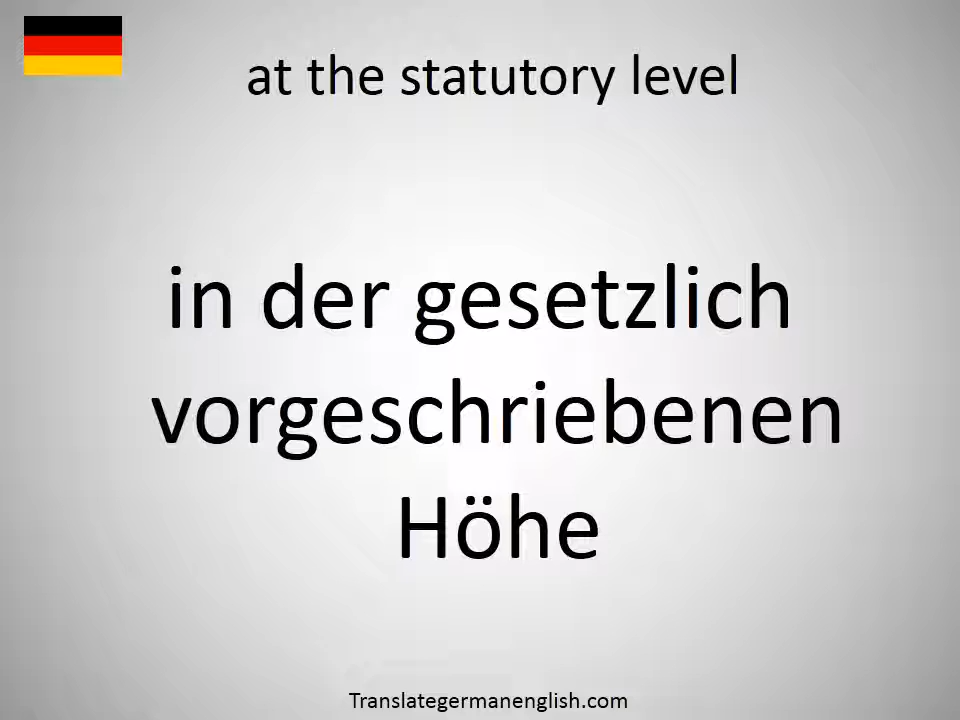 at the statutory level
in der gesetzlich
vorgeschriebenen
Höhe
Translategermanenglish.com